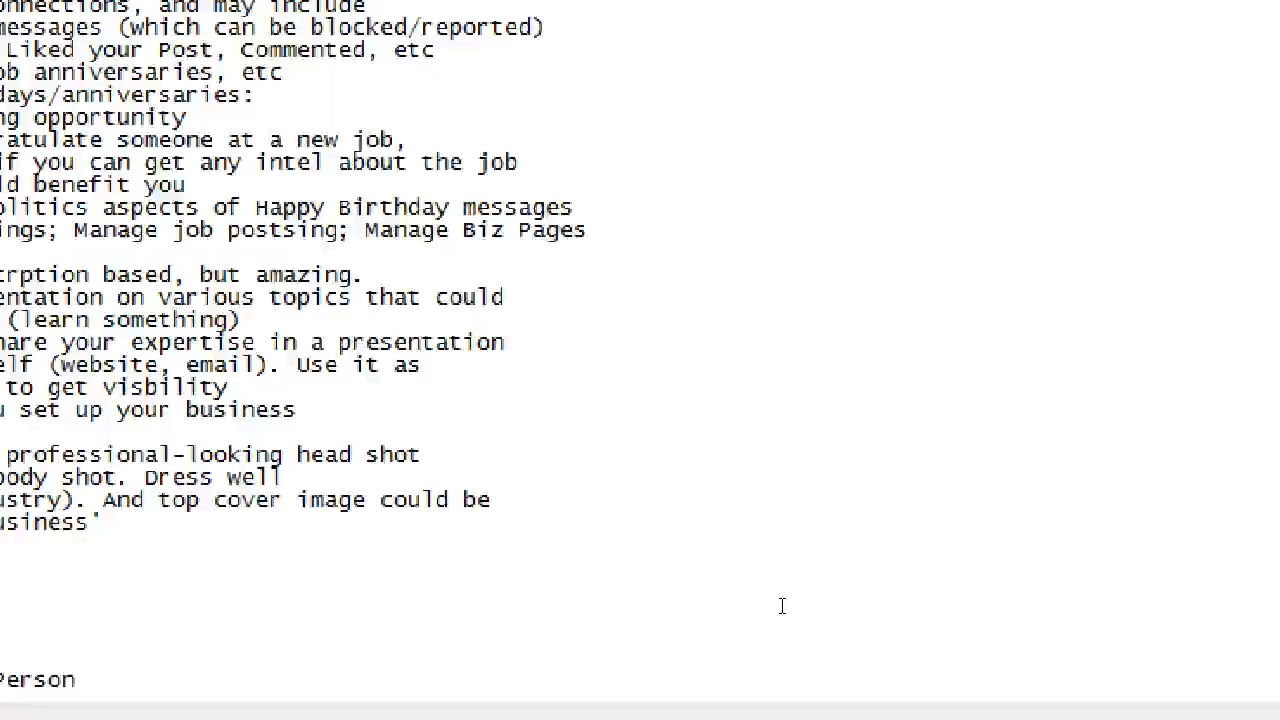 onnections, and may include
messages (which can be blocked/reported)
Liked your Post, Commented, etc
ob anniversaries, etc
days/anniversaries:
ng opportunity
ratulate someone at a new job,
if you can get any intel about the job
ld benefit you
olitics aspects of Happy Birthday messages
ings; Manage job postsing; Manage Biz Pages
crption based, but amazing.
entation on various topics that could
(learn something)
hare your expertise in a presentation
elf (website, email). Use it as
to get visbility
u set up your business
professional-looking head shot
body shot. Dress well
ustry). And top cover image could be
usiness'
Person